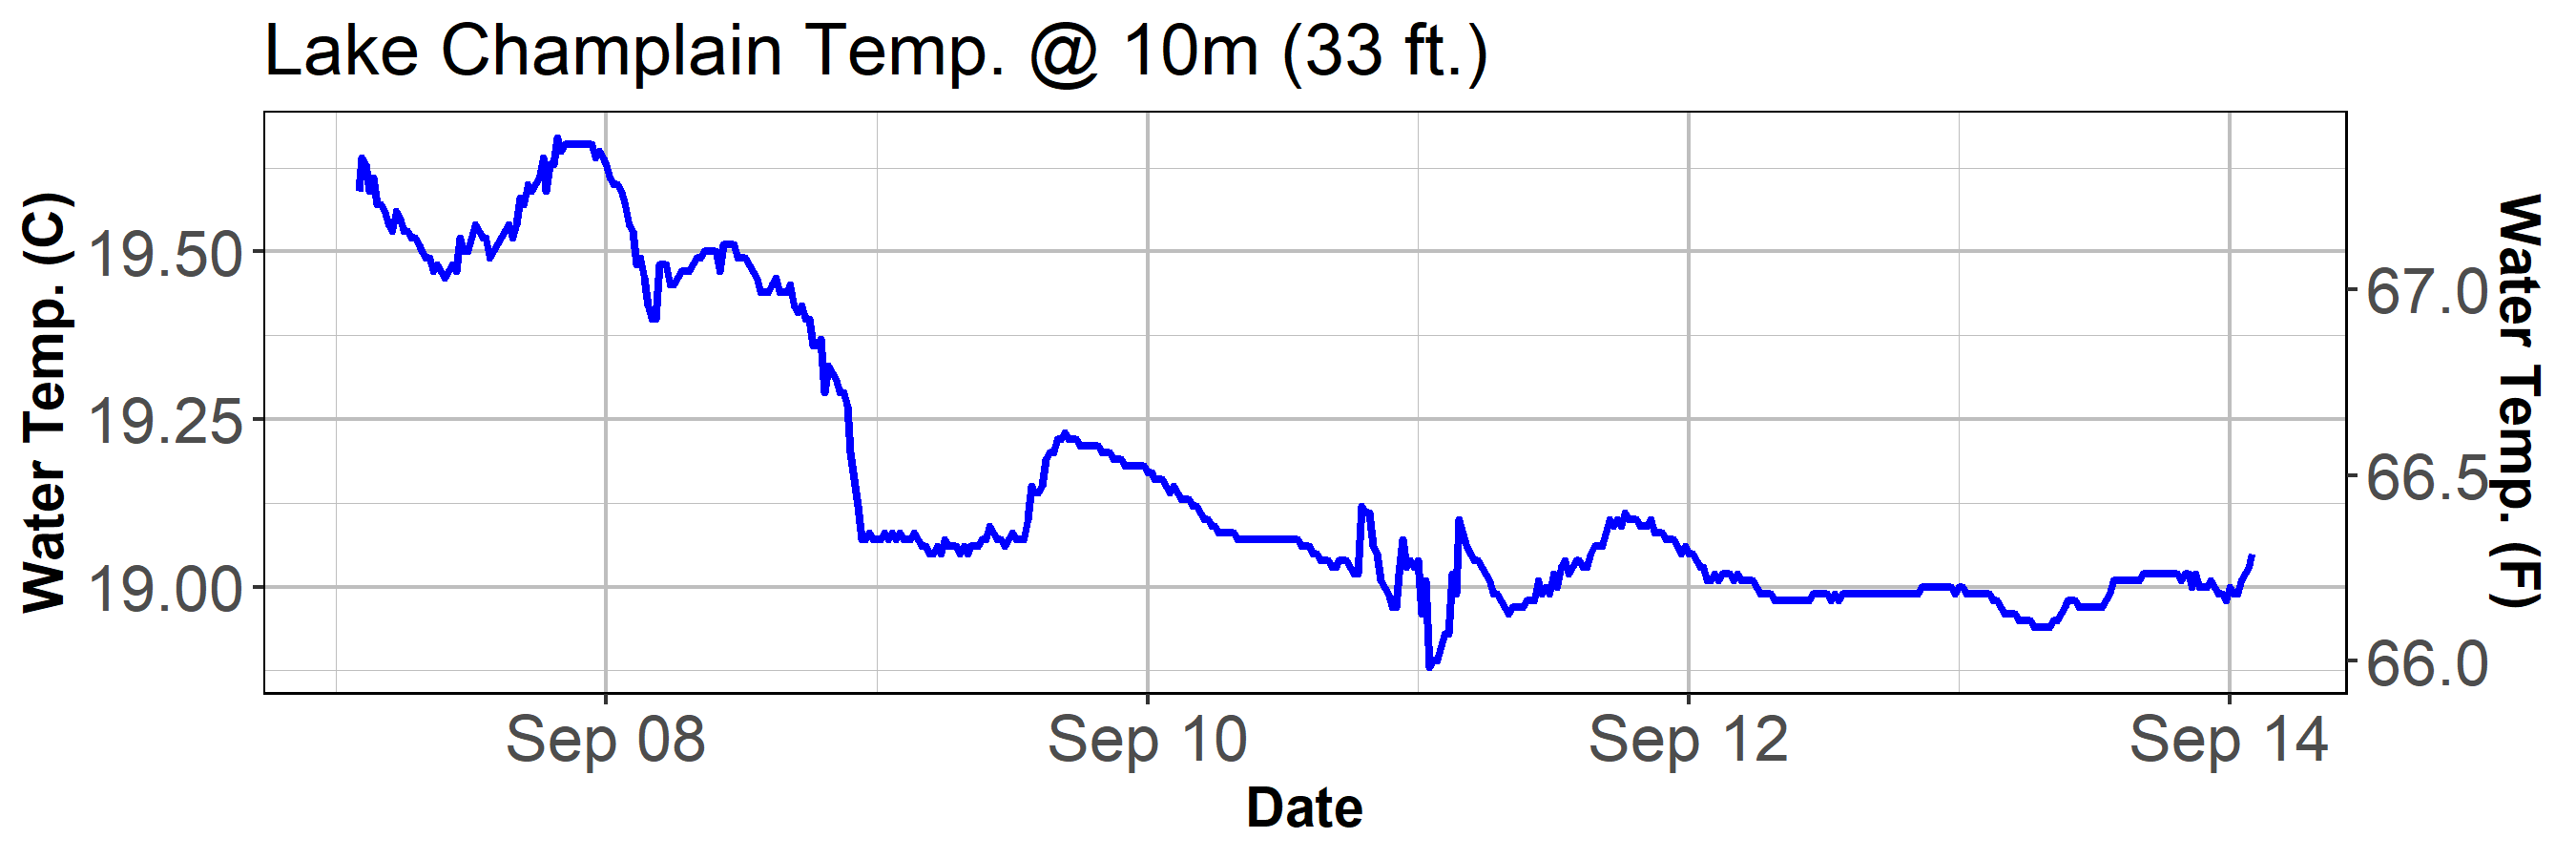 Lake Champlain Temp. @ 10m (33 ft.)
Water Temp. (C)
19.50
19.25
19.00
67.0
66.5
66.0
Water Temp. (F)
Sep 08
Sep 10
Sep 12
Sep 14
Date